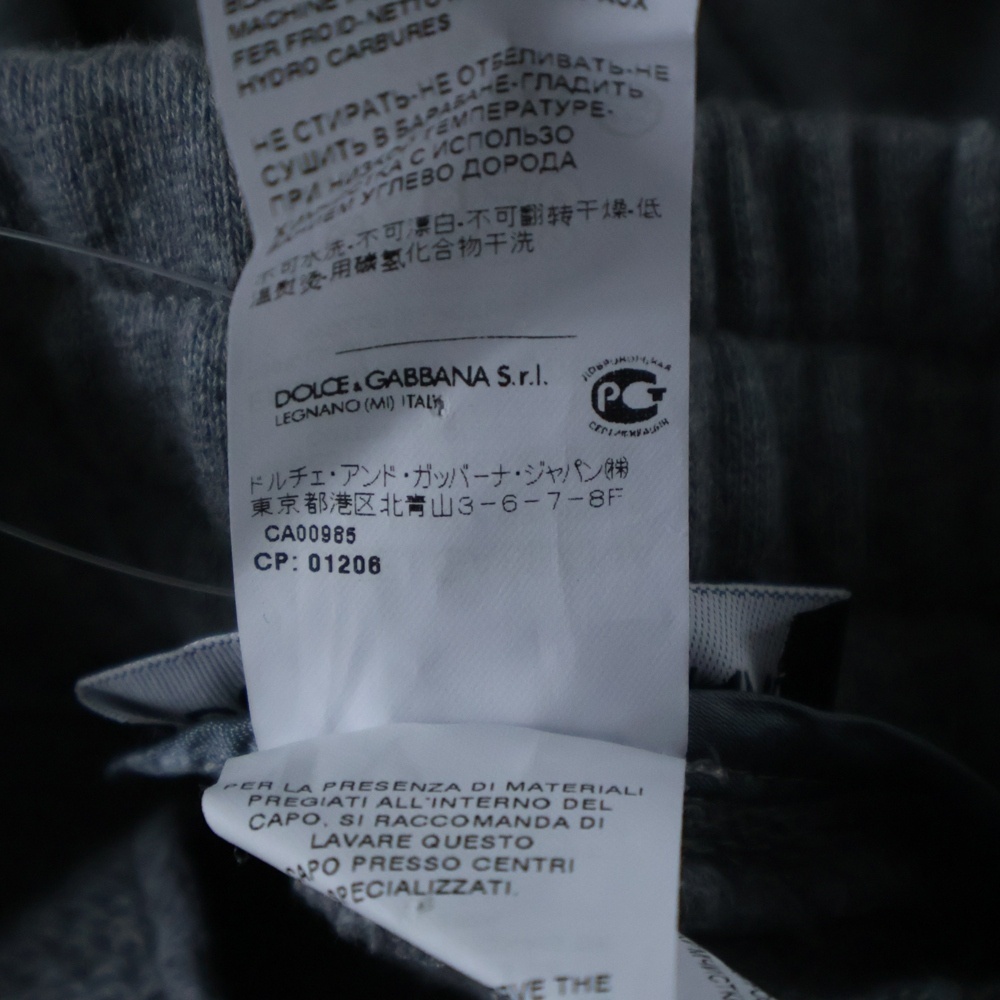 MACHINE
FER FROID-NETTO
HYDRO CARBURES
НЕ СТИРАТЬ-НЕ ОТБЕЛИВАТЬ-НЕ
СУШИТЬ В БАРАБАНЕ-ГЛАДИТЬ
ПРИ НИЗКОЙ ТЕМПЕРАТУРЕ-
С ИСПОЛЬЗО
УГЛЕВО ДОРОДА
不可水洗-不可漂白-不可翻转干燥-低
温熨烫-用磷氢化合物干洗
DOLCE & GABBANA S.r.l.
LEGNANO (MI) ITALY
РСТ
ドルチェ・アンド・ガッバーナ・ジャパン㈱
東京都港区北青山3-6-7-8F
CA00985
CP: 01206
PER LA PRESENZA DI MATERIALI
PREGIATI ALL'INTERNO DEL
CAPO, SI RACCOMANDA DI
LAVARE QUESTO
CAPO PRESSO CENTRI
SPECIALIZZATI.
THE